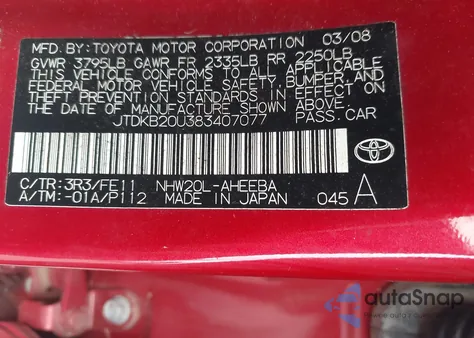 MFD. BY TOYOTA MOTOR CORPORATION 03/08
GVWR 3795LB GAWR FR 2335LB RR 2250LB
THIS VEHICLE CONFORMS TO ALL APPLICABLE
FEDERAL MOTOR VEHICLE SAFETY, BUMPER, AND
THEFT PREVENTION STANDARDS IN EFFECT ON
THE DATE OF MANUFACTURE SHOWN ABOVE.
JTDKB20U383407077 PASS. CAR
C/TR: 3R3/FE11 NHW20L-AHEEBA
A/TM: -01A/P112 MADE IN JAPAN 045 A
autoSnap